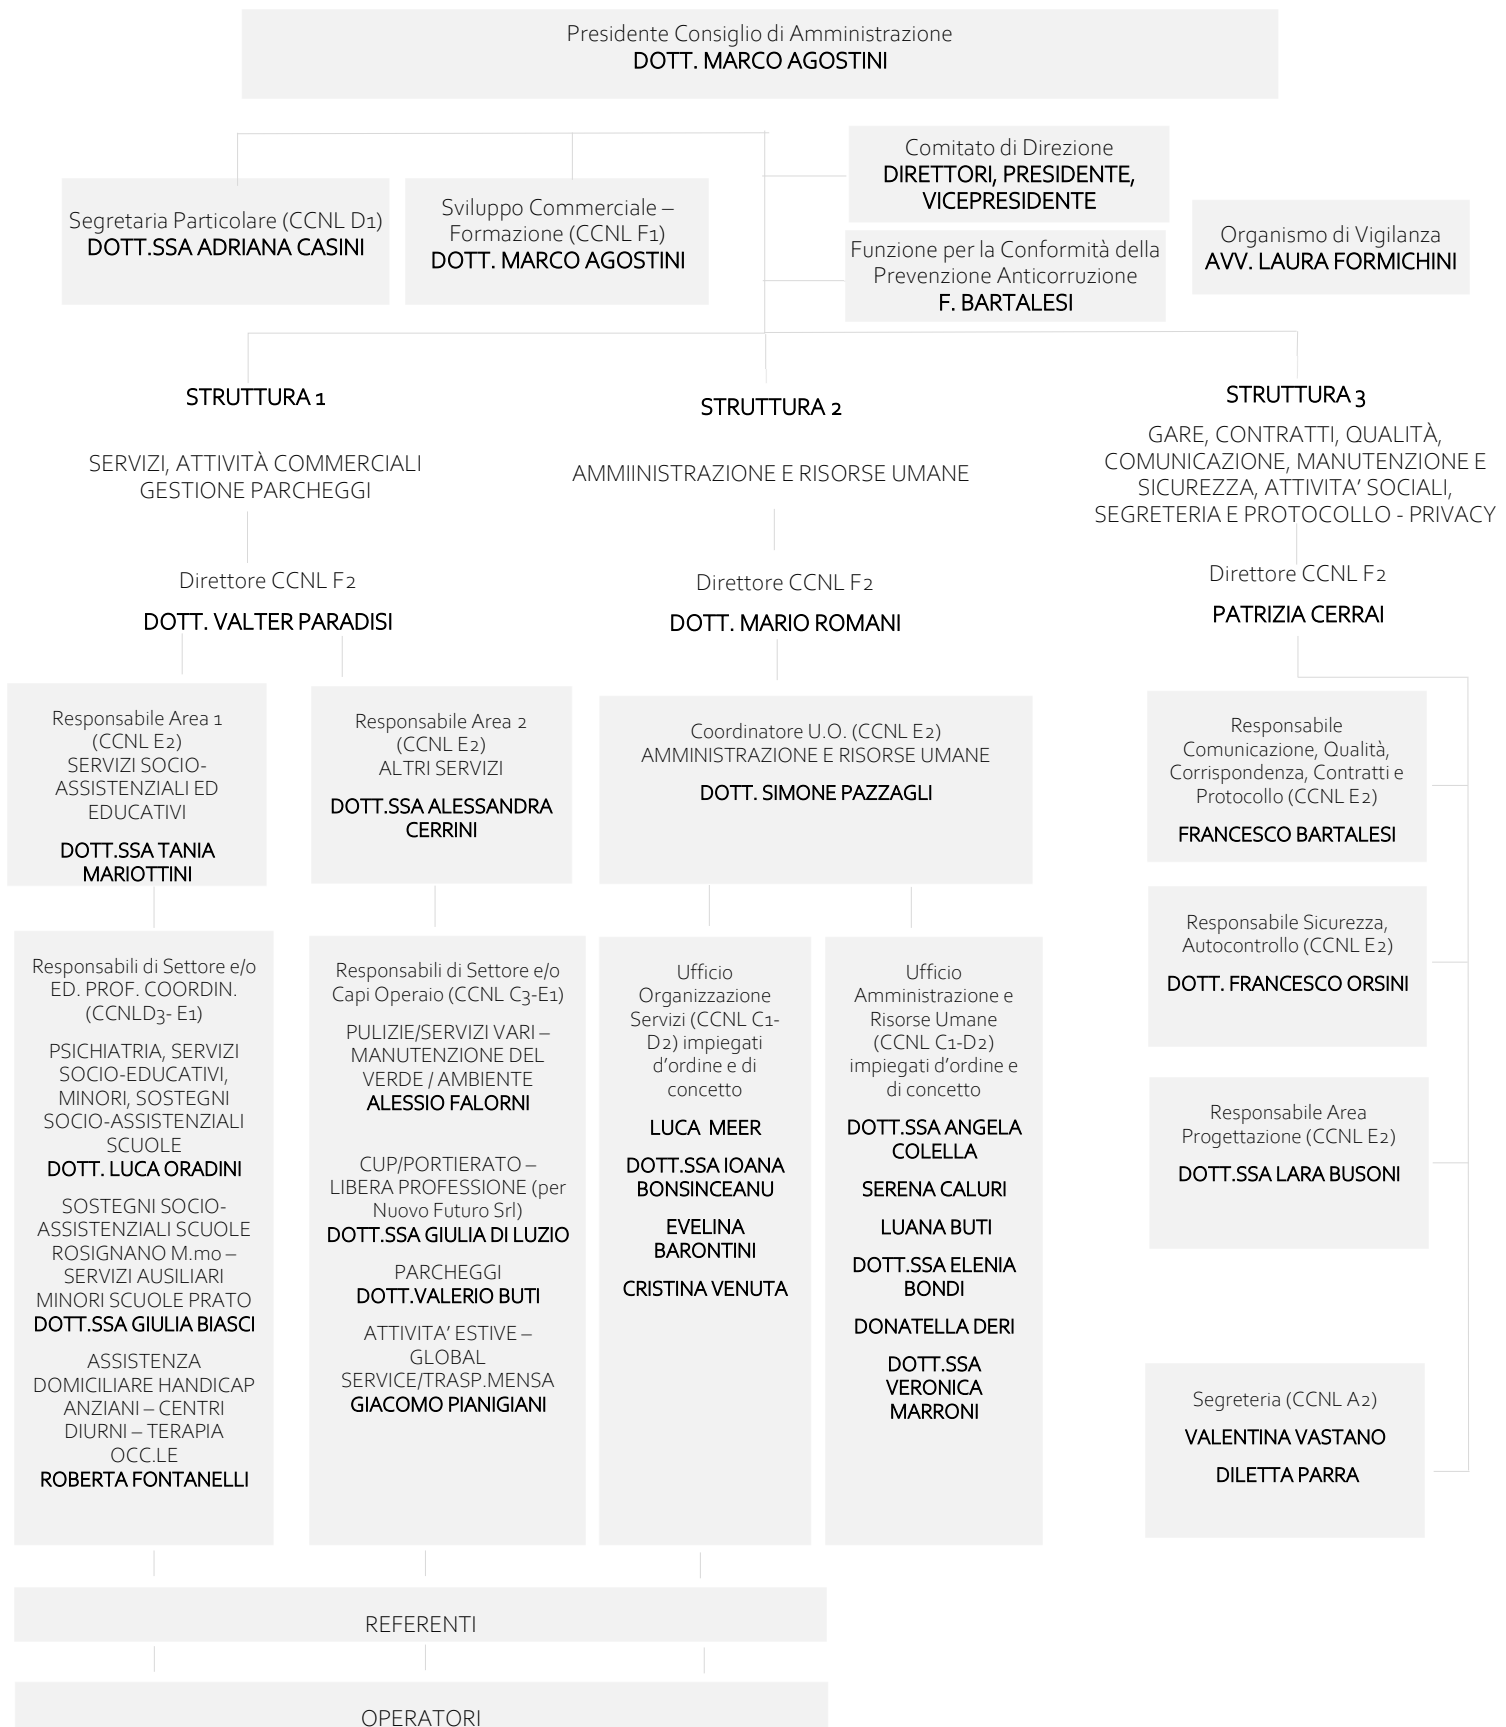 Presidente Consiglio di Amministrazione
DOTT. MARCO AGOSTINI
Segretaria Particolare (CCNL D1)
DOTT.SSA ADRIANA CASINI
Sviluppo Commerciale –
Formazione (CCNL F1)
DOTT. MARCO AGOSTINI
Comitato di Direzione
DIRETTORI, PRESIDENTE,
VICEPRESIDENTE
Funzione per la Conformità della
Prevenzione Anticorruzione
F. BARTALESI
Organismo di Vigilanza
AVV. LAURA FORMICHINI
STRUTTURA 1
SERVIZI, ATTIVITÀ COMMERCIALI
GESTIONE PARCHEGGI
Direttore CCNL F2
DOTT. VALTER PARADISI
STRUTTURA 2
AMMIINISTRAZIONE E RISORSE UMANE
Direttore CCNL F2
DOTT. MARIO ROMANI
STRUTTURA 3
GARE, CONTRATTI, QUALITÀ,
COMUNICAZIONE, MANUTENZIONE E
SICUREZZA, ATTIVITA’ SOCIALI,
SEGRETERIA E PROTOCOLLO - PRIVACY
Direttore CCNL F2
PATRIZIA CERRAI
Responsabile Area 1
(CCNL E2)
SERVIZI SOCIO-
ASSISTENZIALI ED
EDUCATIVI
DOTT.SSA TANIA
MARIOTTINI
Responsabile Area 2
(CCNL E2)
ALTRI SERVIZI
DOTT.SSA ALESSANDRA
CERRINI
Coordinatore U.O. (CCNL E2)
AMMINISTRAZIONE E RISORSE UMANE
DOTT. SIMONE PAZZAGLI
Responsabile
Comunicazione, Qualità,
Corrispondenza, Contratti e
Protocollo (CCNL E2)
FRANCESCO BARTALESI
Responsabile Sicurezza,
Autocontrollo (CCNL E2)
DOTT. FRANCESCO ORSINI
Responsabile Area
Progettazione (CCNL E2)
DOTT.SSA LARA BUSONI
Segreteria (CCNL A2)
VALENTINA VASTANO
DILETTA PARRA
Responsabili di Settore e/o
ED. PROF. COORDIN.
(CCNLD3- E1)
PSICHIATRIA, SERVIZI
SOCIO-EDUCATIVI,
MINORI, SOSTEGNI
SOCIO-ASSISTENZIALI
SCUOLE
DOTT. LUCA ORADINI
SOSTEGNI SOCIO-
ASSISTENZIALI SCUOLE
ROSIGNANO M.mo –
SERVIZI AUSILIARI
MINORI SCUOLE PRATO
DOTT.SSA GIULIA BIASCI
ASSISTENZA
DOMICILIARE HANDICAP
ANZIANI – CENTRI
DIURNI – TERAPIA
OCC.LE
ROBERTA FONTANELLI
Responsabili di Settore e/o
Capi Operaio (CCNL C3-E1)
PULIZIE/SERVIZI VARI –
MANUTENZIONE DEL
VERDE / AMBIENTE
ALESSIO FALORNI
CUP/PORTIERATO –
LIBERA PROFESSIONE (per
Nuovo Futuro Srl)
DOTT.SSA GIULIA DI LUZIO
PARCHEGGI
DOTT.VALERIO BUTI
ATTIVITA’ ESTIVE –
GLOBAL
SERVICE/TRASP.MENSA
GIACOMO PIANIGIANI
Ufficio
Organizzazione
Servizi (CCNL C1-
D2) impiegati
d’ordine e di
concetto
LUCA MEER
DOTT.SSA IOANA
BONSINCEANU
EVELINA
BARONTINI
CRISTINA VENUTA
Ufficio
Amministrazione e
Risorse Umane
(CCNL C1-D2)
impiegati d’ordine e
di concetto
DOTT.SSA ANGELA
COLELLA
SERENA CALURI
LUANA BUTI
DOTT.SSA ELENIA
BONDI
DONATELLA DERI
DOTT.SSA
VERONICA
MARRONI
REFERENTI
OPERATORI